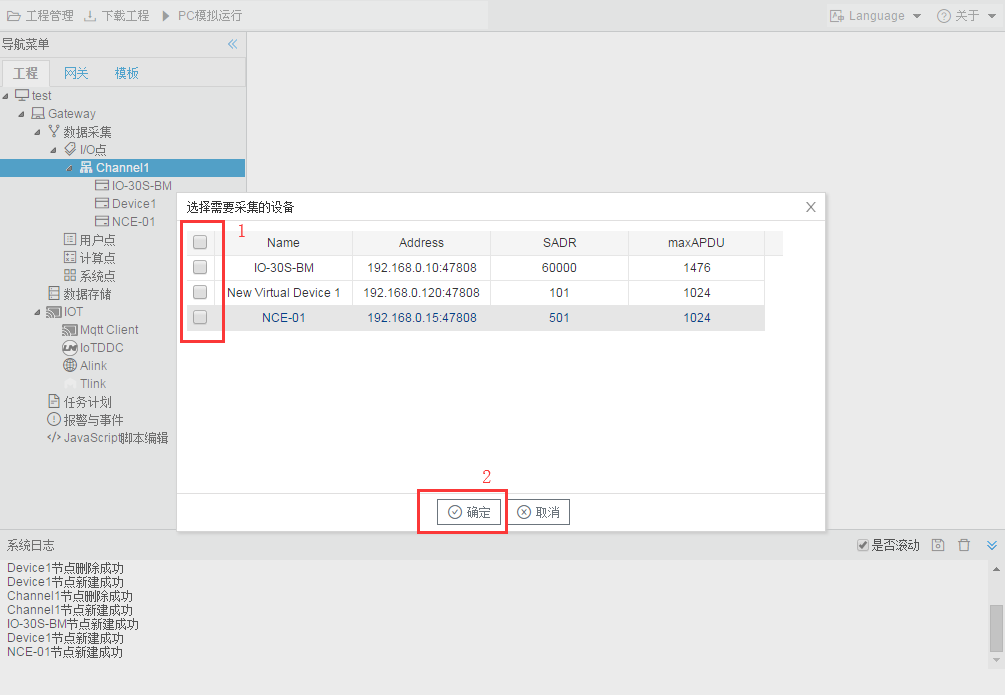 工程管理 下载工程 PC模拟运行 Language 关于
导航菜单
工程 网关 模板
test
Gateway
数据采集
I/O点
Channel1
IO-30S-BM
Device1
NCE-01
用户点
计算点
系统点
数据存储
IOT
Mqtt Client
IoTDDC
Alink
Tlink
任务计划
报警与事件
JavaScript脚本编辑
选择需要采集的设备
1
Name Address SADR maxAPDU
IO-30S-BM 192.168.0.10:47808 60000 1476
New Virtual Device 1 192.168.0.120:47808 101 1024
NCE-01 192.168.0.15:47808 501 1024
2
确定 取消
系统日志 是否滚动
Device1节点删除成功
Device1节点新建成功
Channel1节点删除成功
Channel1节点新建成功
IO-30S-BM节点新建成功
Device1节点新建成功
NCE-01节点新建成功